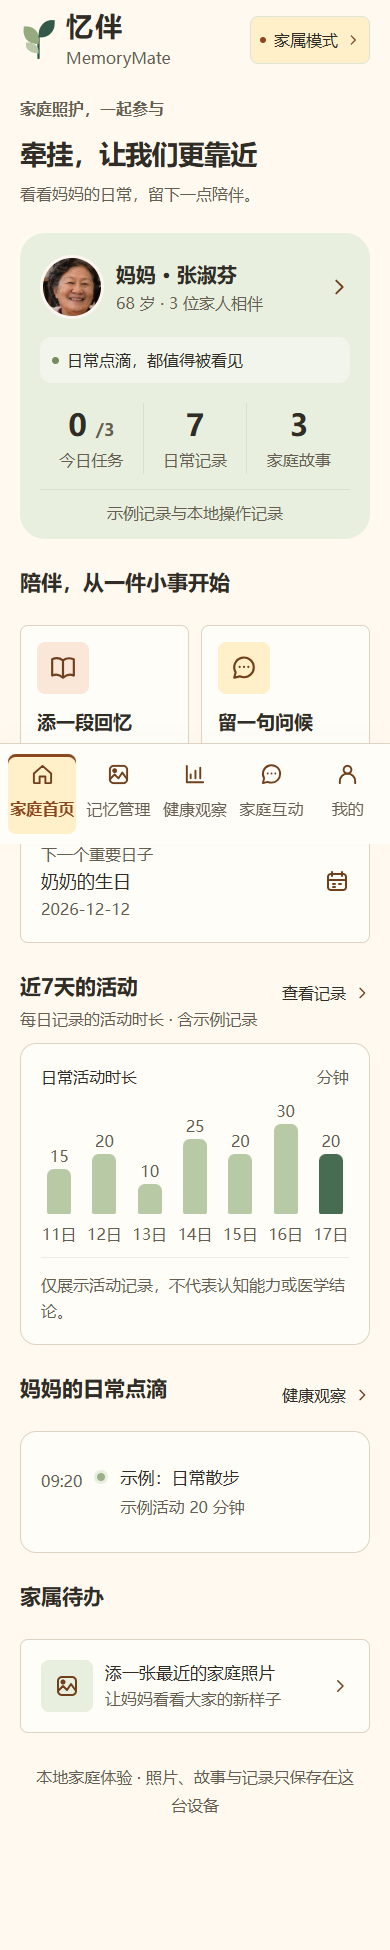 忆伴
MemoryMate
家属模式
家庭照护，一起参与
牵挂，让我们更靠近
看看妈妈的日常，留下一点陪伴。
妈妈·张淑芬
68 岁 · 3 位家人相伴
日常点滴，都值得被看见
0 /3
今日任务
7
日常记录
3
家庭故事
示例记录与本地操作记录
陪伴，从一件小事开始
添一段回忆
留一句问候
家庭首页
记忆管理
健康观察
家庭互动
我的
下一个重要日子
奶奶的生日
2026-12-12
近7天的活动
查看记录
每日记录的活动时长 · 含示例记录
日常活动时长
分钟
15 20 10 25 20 30 20
11日 12日 13日 14日 15日 16日 17日
仅展示活动记录，不代表认知能力或医学结
论。
妈妈的日常点滴
健康观察
09:20
示例：日常散步
示例活动 20 分钟
家属待办
添一张最近的家庭照片
让妈妈看看大家的新样子
本地家庭体验 · 照片、故事与记录只保存在这
台设备